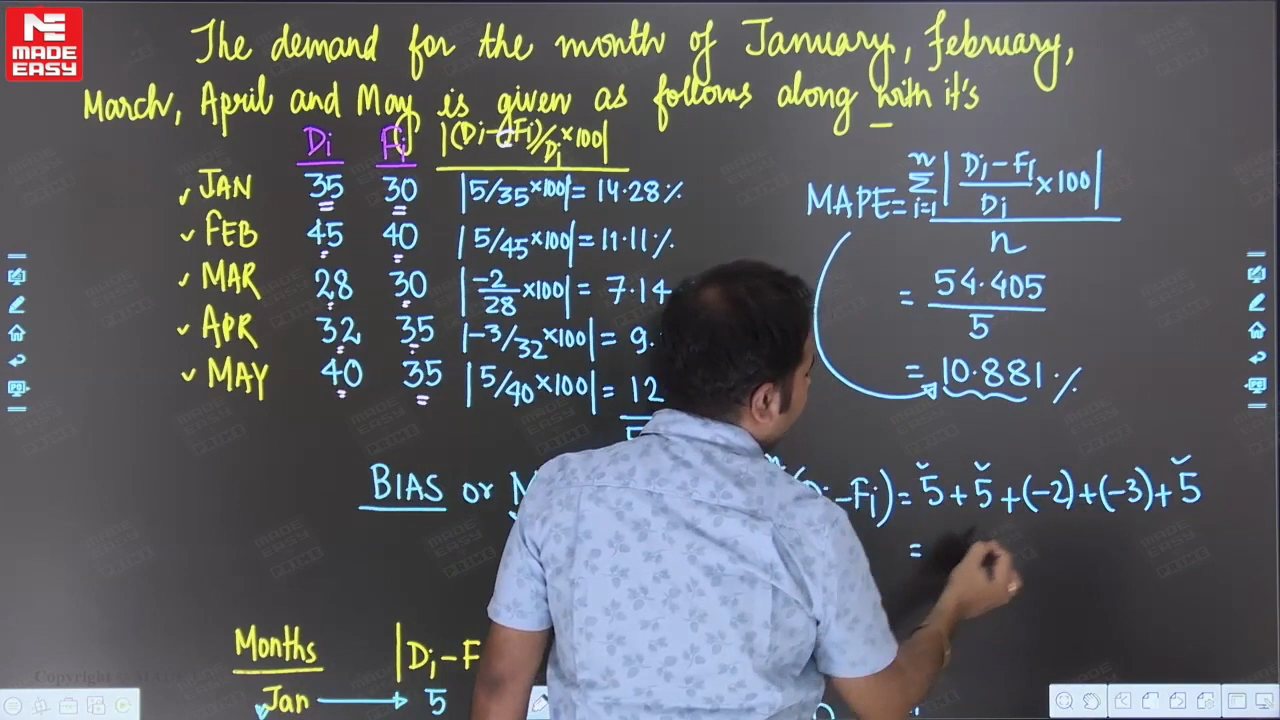 ME
MADE
EASY
The demand for the month of January, February,
March, April and May is given as follows along with it's
Di Fi |(Di-Fi)/Di×100|
JAN 35 30 |5/35×100|= 14.28%
FEB 45 40 |5/45×100|= 11.11%
MAR 28 30 |-2/28×100|= 7.14
APR 32 35 |-3/32×100|= 9.
MAY 40 35 |5/40×100|= 12
MAPE= n Σ i=1 |Di-Fi/Di×100|
n
= 54.405
5
= 10.881%
BIAS or
-Fi)= 5+5+(-2)+(-3)+5
=
Months |Di-F
Jan → 5